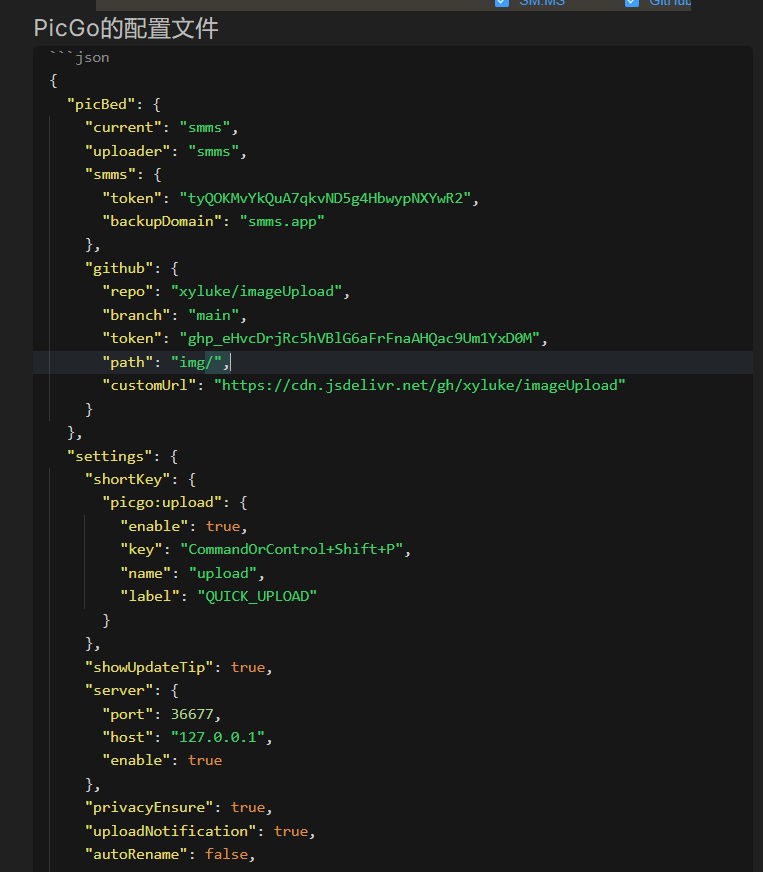 SM.MS GitHub
PicGo的配置文件
```json
{
"picBed": {
"current": "smms",
"uploader": "smms",
"smms": {
"token": "tyQOKMvYkQuA7qkvND5g4HbwypNXYwR2",
"backupDomain": "smms.app"
},
"github": {
"repo": "xyluke/imageUpload",
"branch": "main",
"token": "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",
"path": "img/",
"customUrl": "https://cdn.jsdelivr.net/gh/xyluke/imageUpload"
}
},
"settings": {
"shortKey": {
"picgo:upload": {
"enable": true,
"key": "CommandOrControl+Shift+P",
"name": "upload",
"label": "QUICK_UPLOAD"
}
},
"showUpdateTip": true,
"server": {
"port": 36677,
"host": "127.0.0.1",
"enable": true
},
"privacyEnsure": true,
"uploadNotification": true,
"autoRename": false,